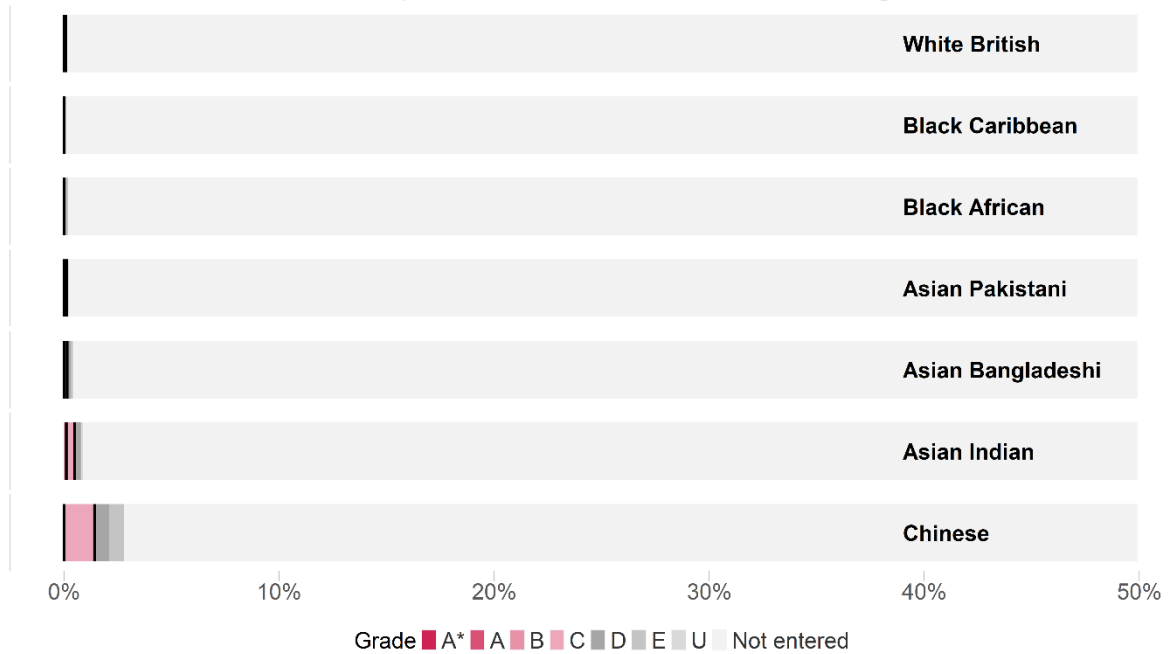 White British
Black Caribbean
Black African
Asian Pakistani
Asian Bangladeshi
Asian Indian
Chinese
0% 10% 20% 30% 40% 50%
Grade A* A B C D E U Not entered